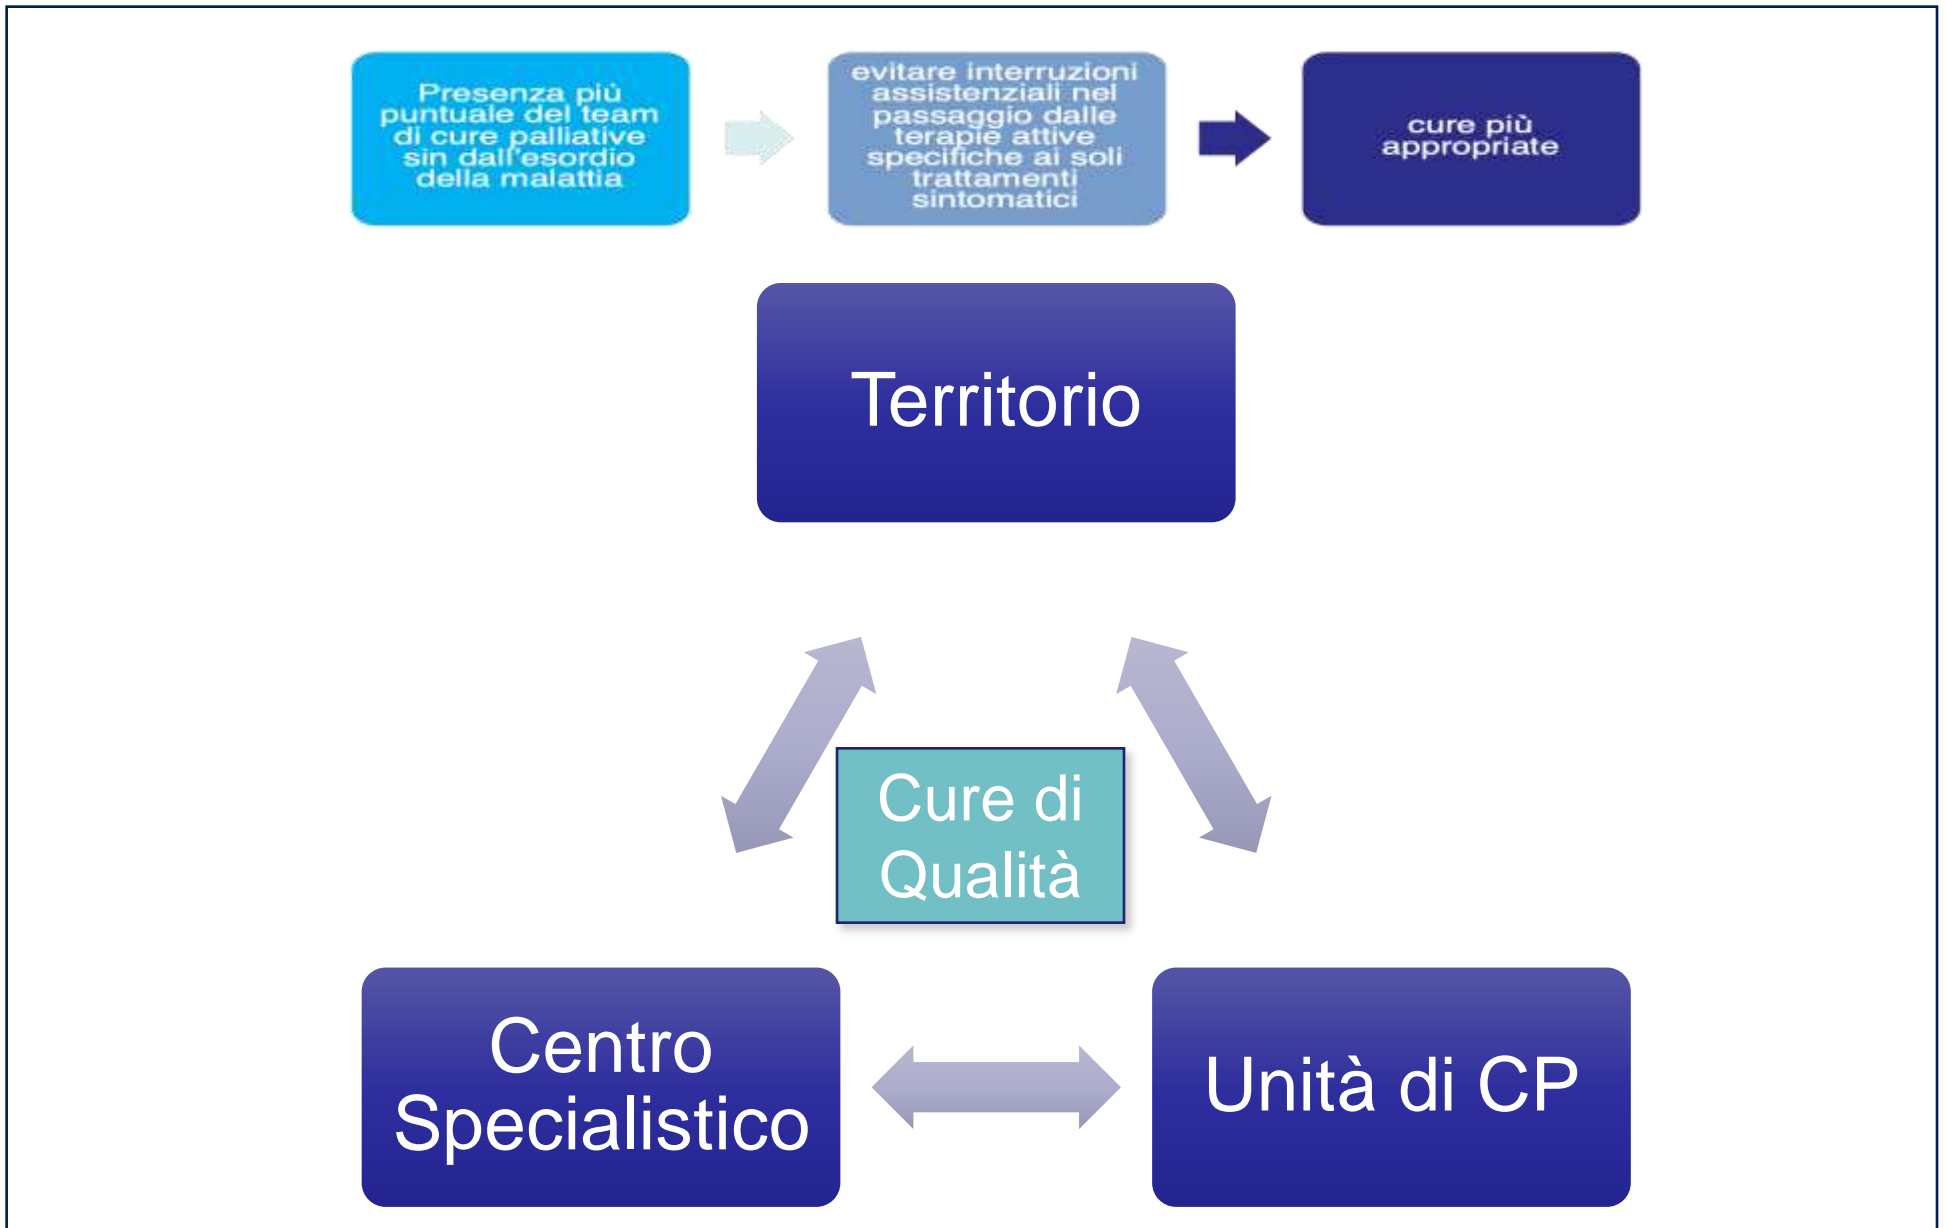 Presenza più
puntuale del team
di cure palliative
sin dall'esordio
della malattia
evitare interruzioni
assistenziali nel
passaggio dalle
terapie attive
specifiche ai soli
trattamenti
sintomatici
cure più
appropriate
Territorio
Cure di
Qualità
Centro
Specialistico
Unità di CP